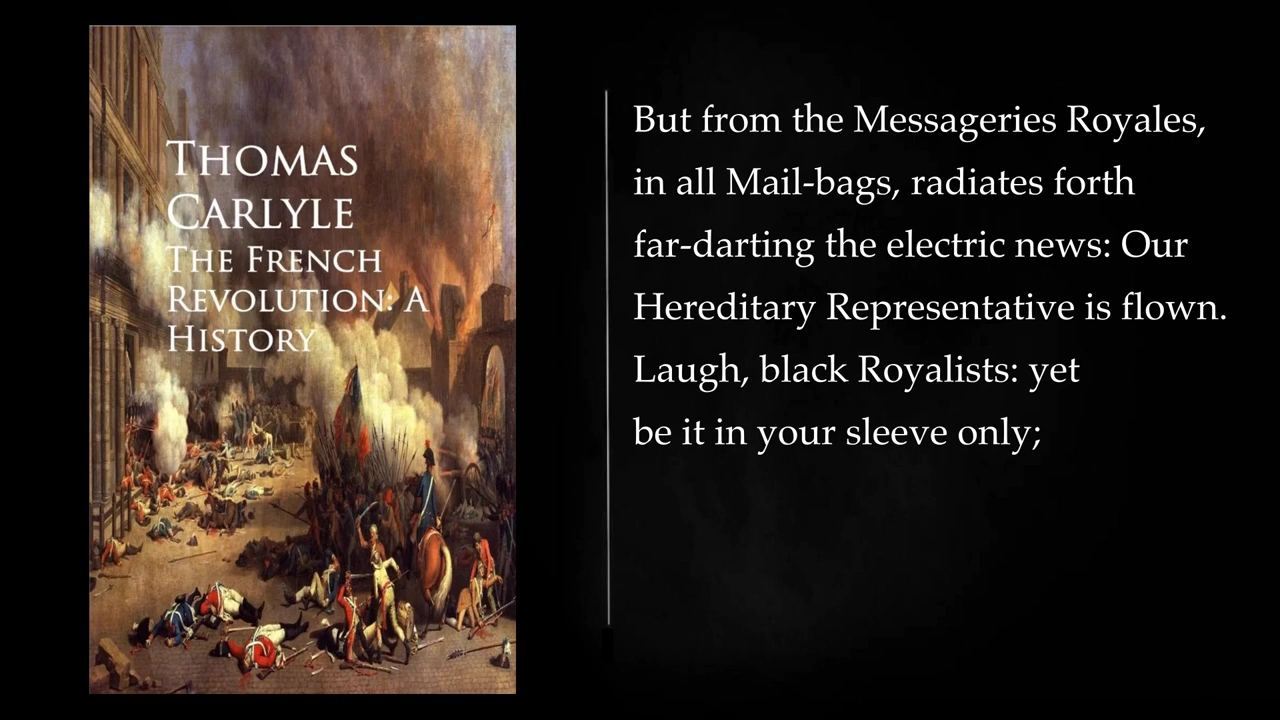 THOMAS
CARLYLE
THE FRENCH
REVOLUTION: A
HISTORY
But from the Messageries Royales,
in all Mail-bags, radiates forth
far-darting the electric news: Our
Hereditary Representative is flown.
Laugh, black Royalists: yet
be it in your sleeve only;